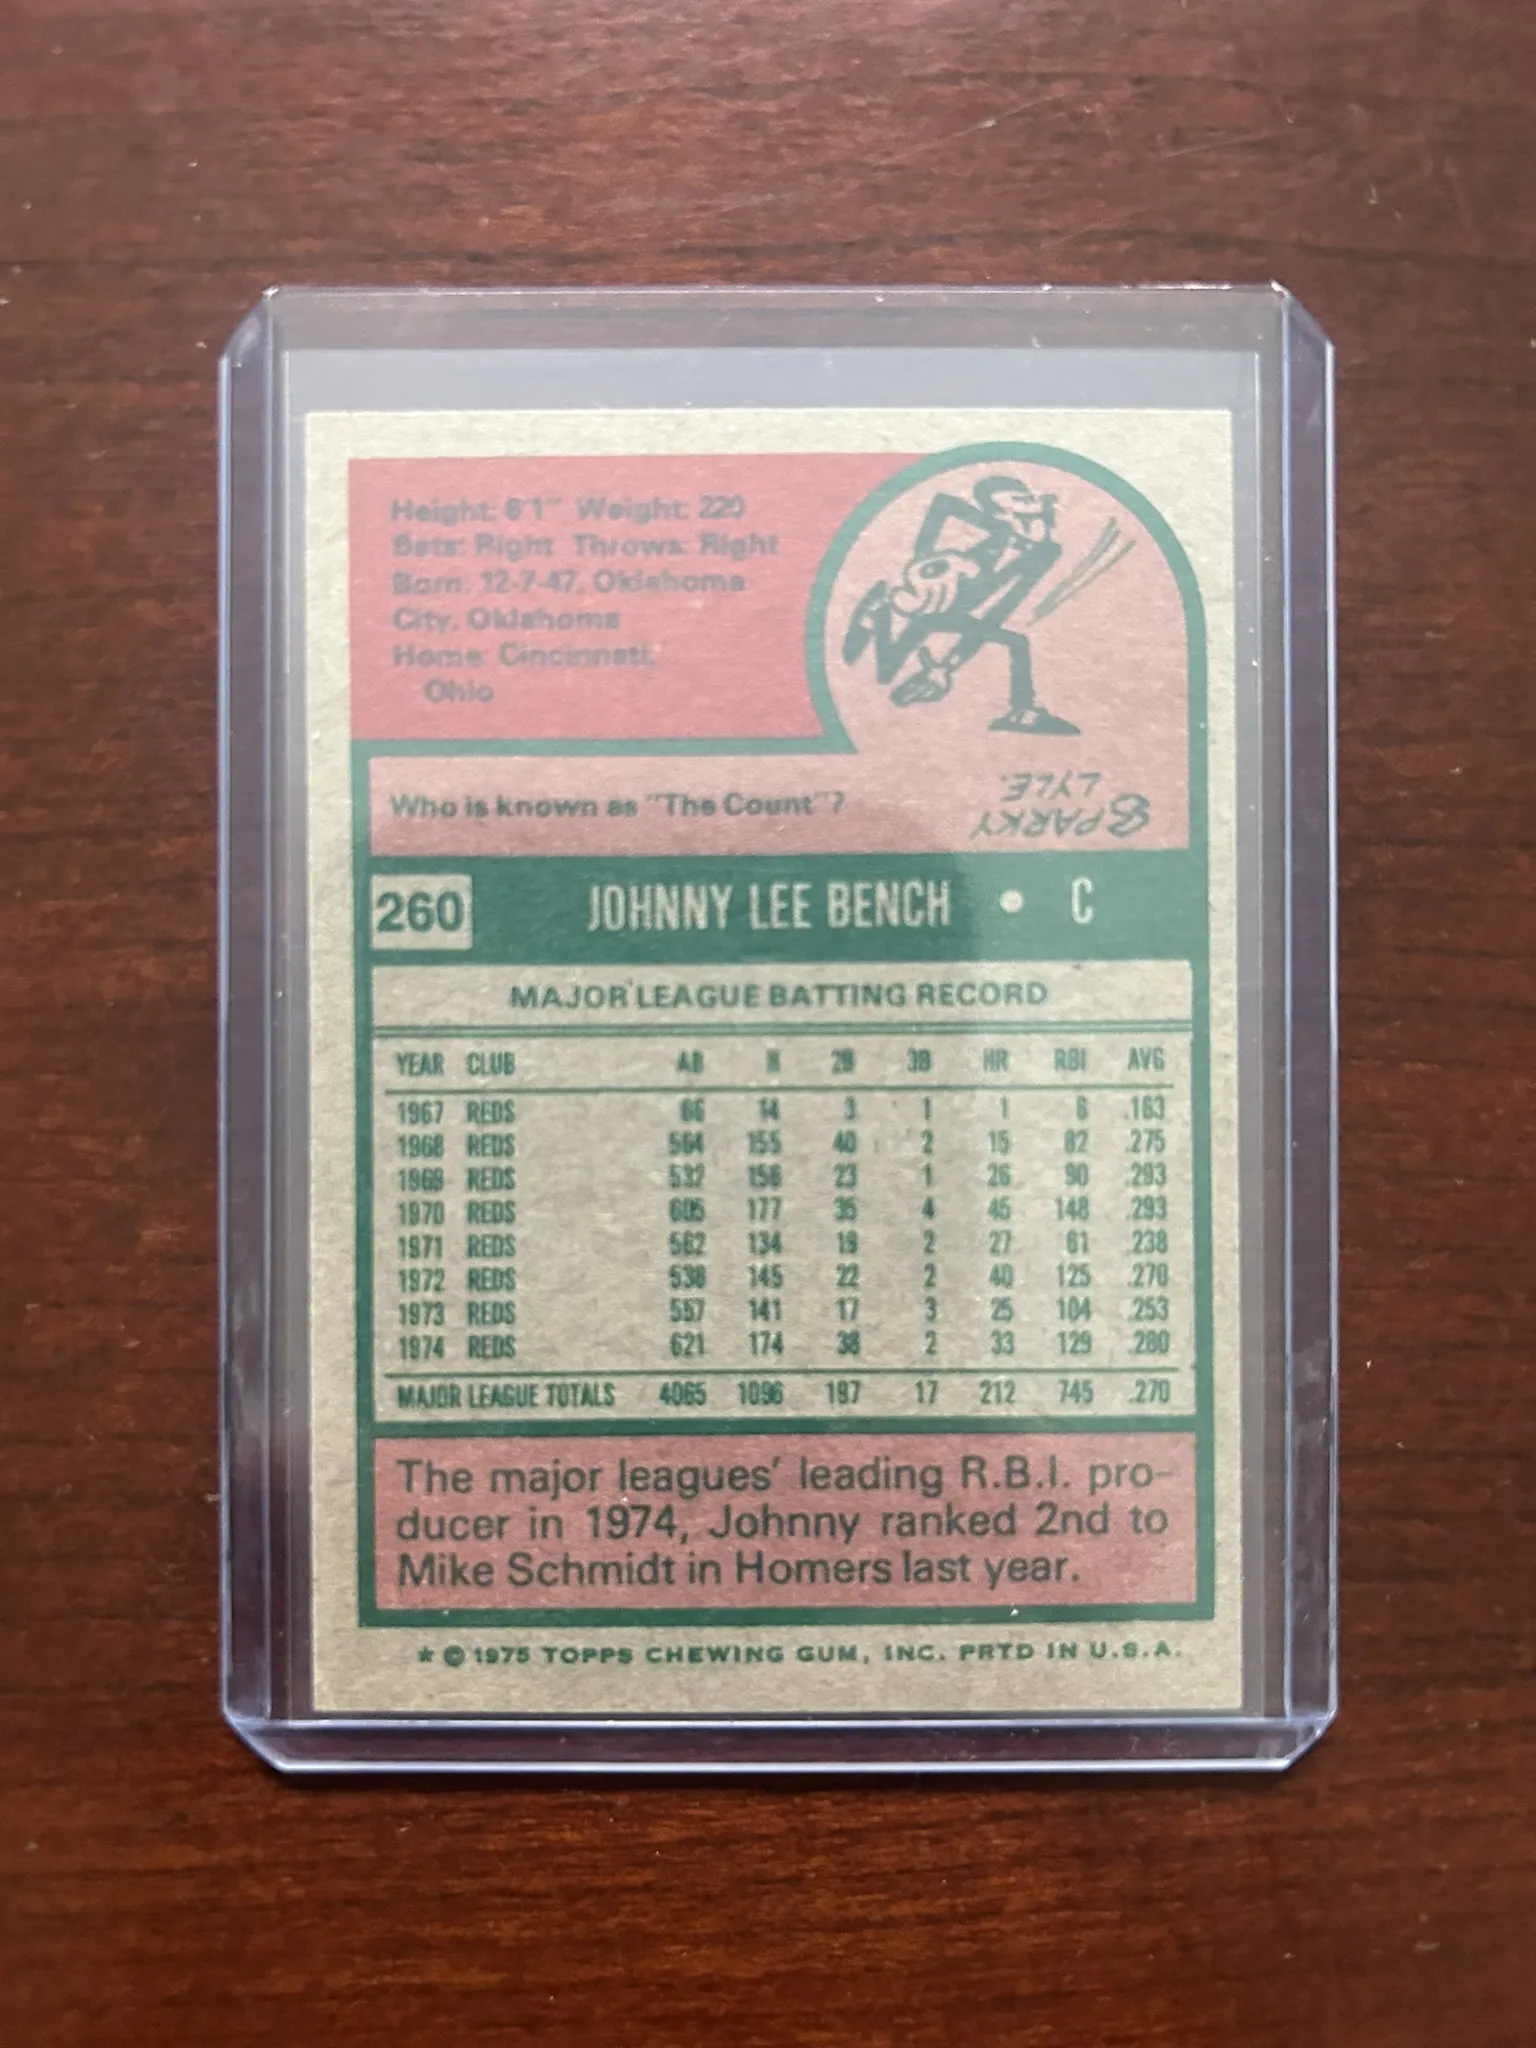 Height: 6'1" Weight: 220
Bats: Right Throws: Right
Born: 12-7-47, Oklahoma
City, Oklahoma
Home: Cincinnati,
Ohio
Who is known as "The Count"?
SPARKY
LYLE.
260 JOHNNY LEE BENCH • C
MAJOR LEAGUE BATTING RECORD
YEAR CLUB AB H 2B 3B HR RBI AVG
1967 REDS 86 14 3 1 1 6 .163
1968 REDS 564 155 40 2 15 82 .275
1969 REDS 532 156 23 1 26 90 .293
1970 REDS 605 177 35 4 45 148 .293
1971 REDS 562 134 19 2 27 61 .238
1972 REDS 538 145 22 2 40 125 .270
1973 REDS 557 141 17 3 25 104 .253
1974 REDS 621 174 38 2 33 129 .280
MAJOR LEAGUE TOTALS 4065 1096 197 17 212 745 .270
The major leagues' leading R.B.I. pro-
ducer in 1974, Johnny ranked 2nd to
Mike Schmidt in Homers last year.
* © 1975 TOPPS CHEWING GUM, INC. PRTD IN U.S.A.